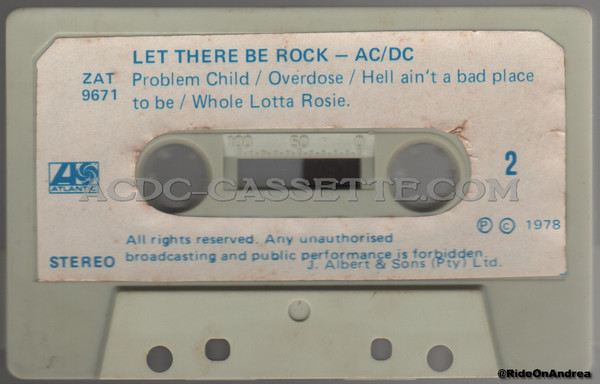 LET THERE BE ROCK – AC/DC
ZAT
9671
Problem Child / Overdose / Hell ain't a bad place
to be / Whole Lotta Rosie.
100 50 0
ATLANTIC
ACDC-CASSETTE.COM
2
℗ © 1978
All rights reserved. Any unauthorised
STEREO broadcasting and public performance is forbidden.
J. Albert & Sons (Pty) Ltd.
@RideOnAndrea